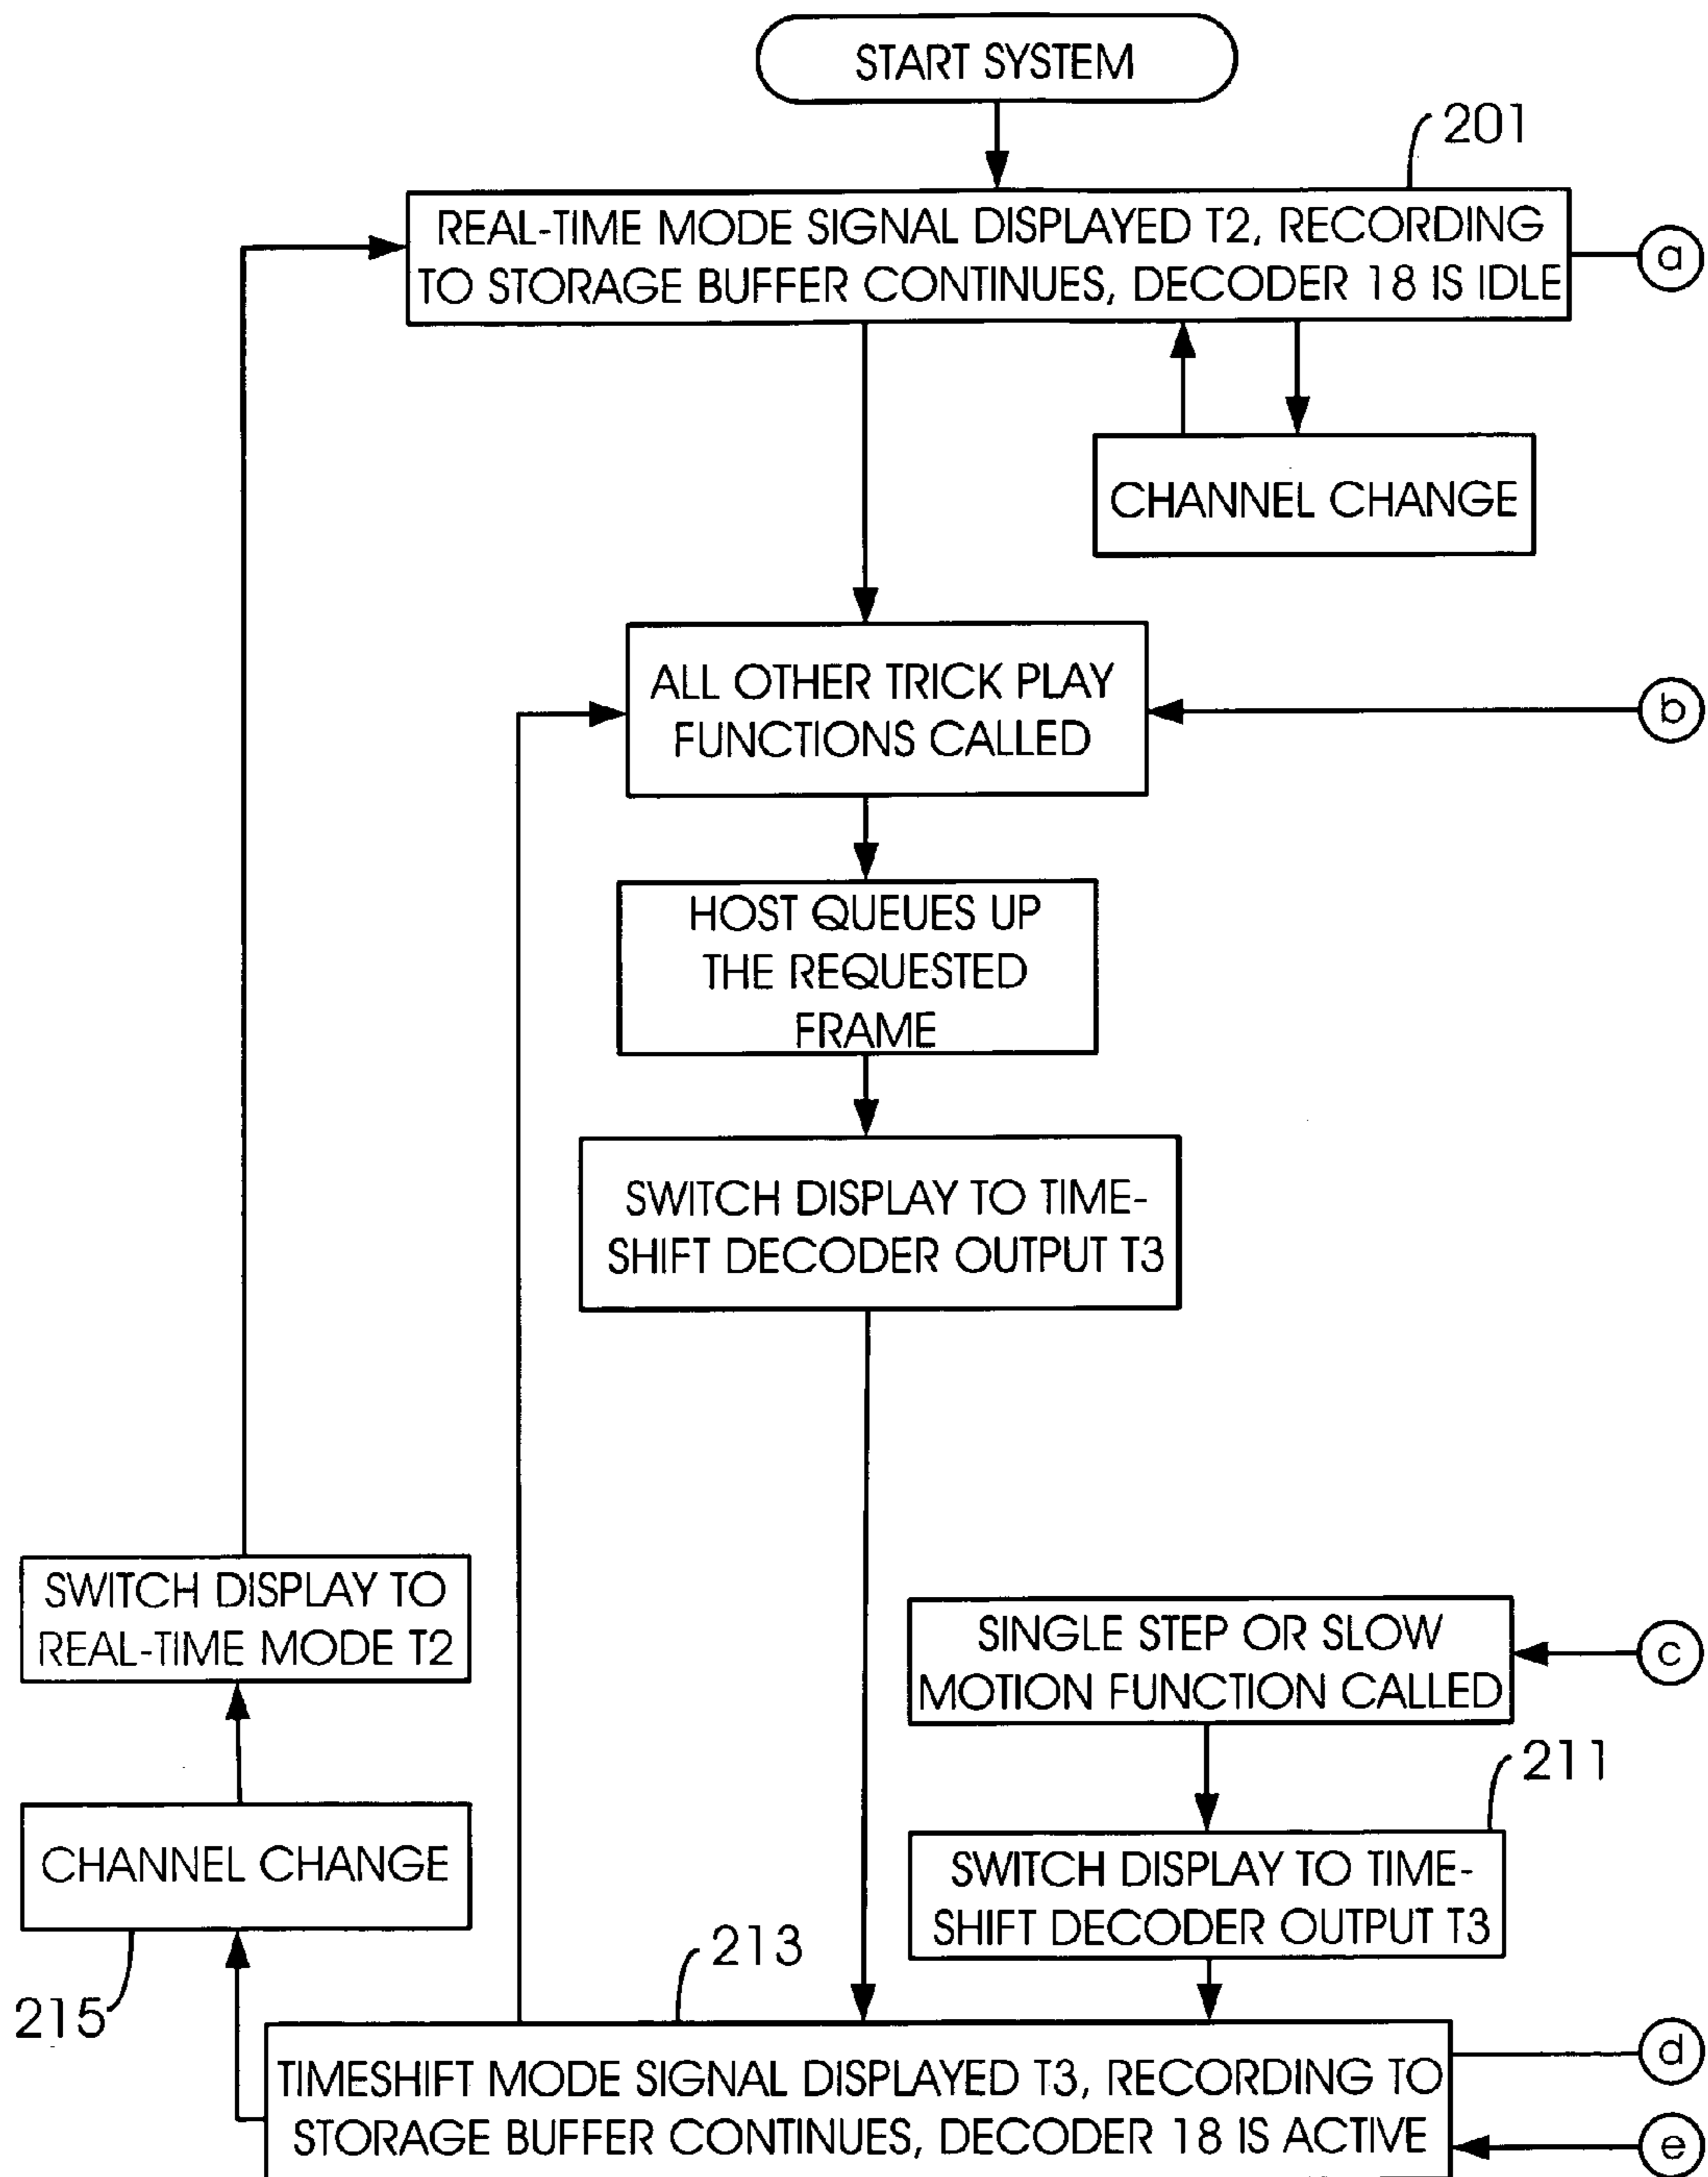 START SYSTEM
201
REAL-TIME MODE SIGNAL DISPLAYED T2, RECORDING
TO STORAGE BUFFER CONTINUES, DECODER 18 IS IDLE
a
CHANNEL CHANGE
ALL OTHER TRICK PLAY
FUNCTIONS CALLED
b
HOST QUEUES UP
THE REQUESTED
FRAME
SWITCH DISPLAY TO TIME-
SHIFT DECODER OUTPUT T3
SWITCH DISPLAY TO
REAL-TIME MODE T2
SINGLE STEP OR SLOW
MOTION FUNCTION CALLED
c
211
CHANNEL CHANGE
SWITCH DISPLAY TO TIME-
SHIFT DECODER OUTPUT T3
213
215
TIMESHIFT MODE SIGNAL DISPLAYED T3, RECORDING TO
STORAGE BUFFER CONTINUES, DECODER 18 IS ACTIVE
d
e